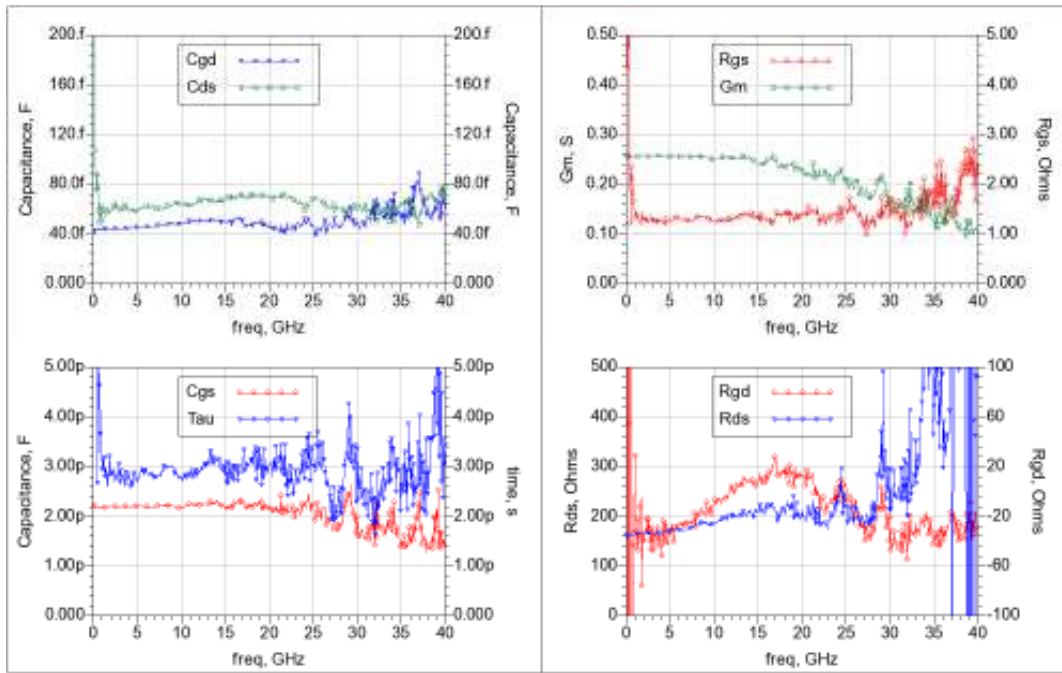 200.f 200.f
160.f 160.f
120.f 120.f
80.0f 80.0f
40.0f 40.0f
0.000 0.000
Cgd
Cds
Capacitance, F
Capacitance, F
0 5 10 15 20 25 30 35 40
freq, GHz
0.50 5.00
0.40 4.00
0.30 3.00
0.20 2.00
0.10 1.00
0.00 0.000
Rgs
Gm
Gm, S
Rgs, Ohms
0 5 10 15 20 25 30 35 40
freq, GHz
5.00p 5.00p
4.00p 4.00p
3.00p 3.00p
2.00p 2.00p
1.00p 1.00p
0.000 0.000
Cgs
Tau
Capacitance, F
time, s
0 5 10 15 20 25 30 35 40
freq, GHz
500 100
400 60
300 20
200 -20
100 -60
0 -100
Rgd
Rds
Rds, Ohms
Rgd, Ohms
0 5 10 15 20 25 30 35 40
freq, GHz